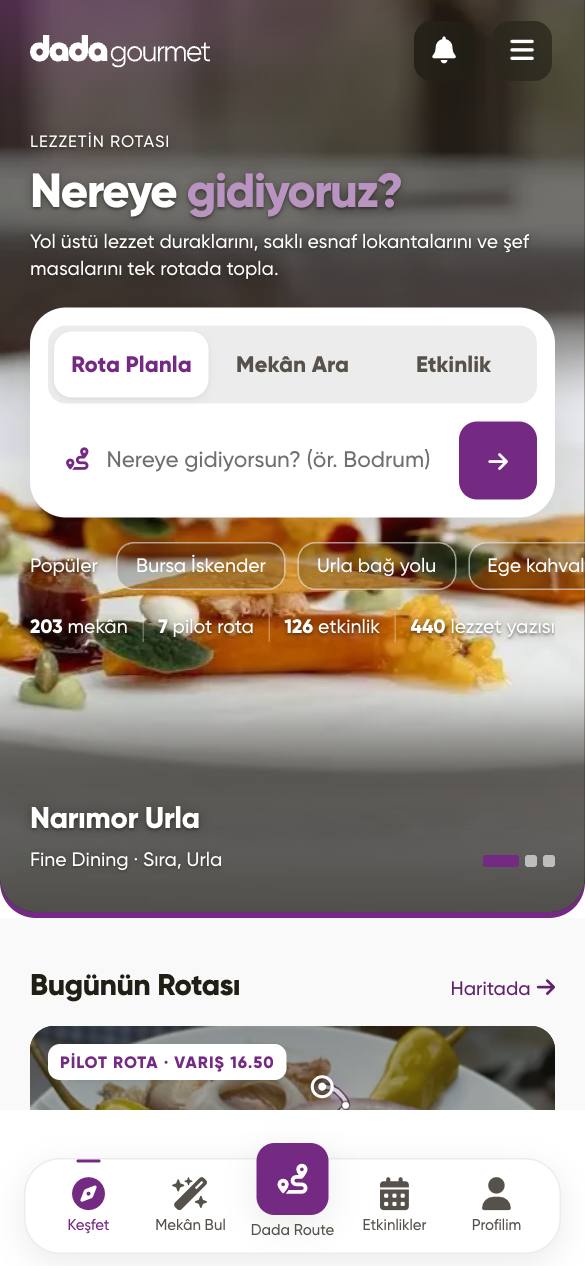 dada gourmet
LEZZETİN ROTASI
Nereye gidiyoruz?
Yol üstü lezzet duraklarını, saklı esnaf lokantalarını ve şef
masalarını tek rotada topla.
Rota Planla Mekân Ara Etkinlik
Nereye gidiyorsun? (ör. Bodrum)
Popüler Bursa İskender Urla bağ yolu Ege kahval
203 mekân 7 pilot rota 126 etkinlik 440 lezzet yazısı
Narımor Urla
Fine Dining · Sıra, Urla
Bugünün Rotası Haritada
PİLOT ROTA · VARIŞ 16.50
Keşfet Mekân Bul Dada Route Etkinlikler Profilim